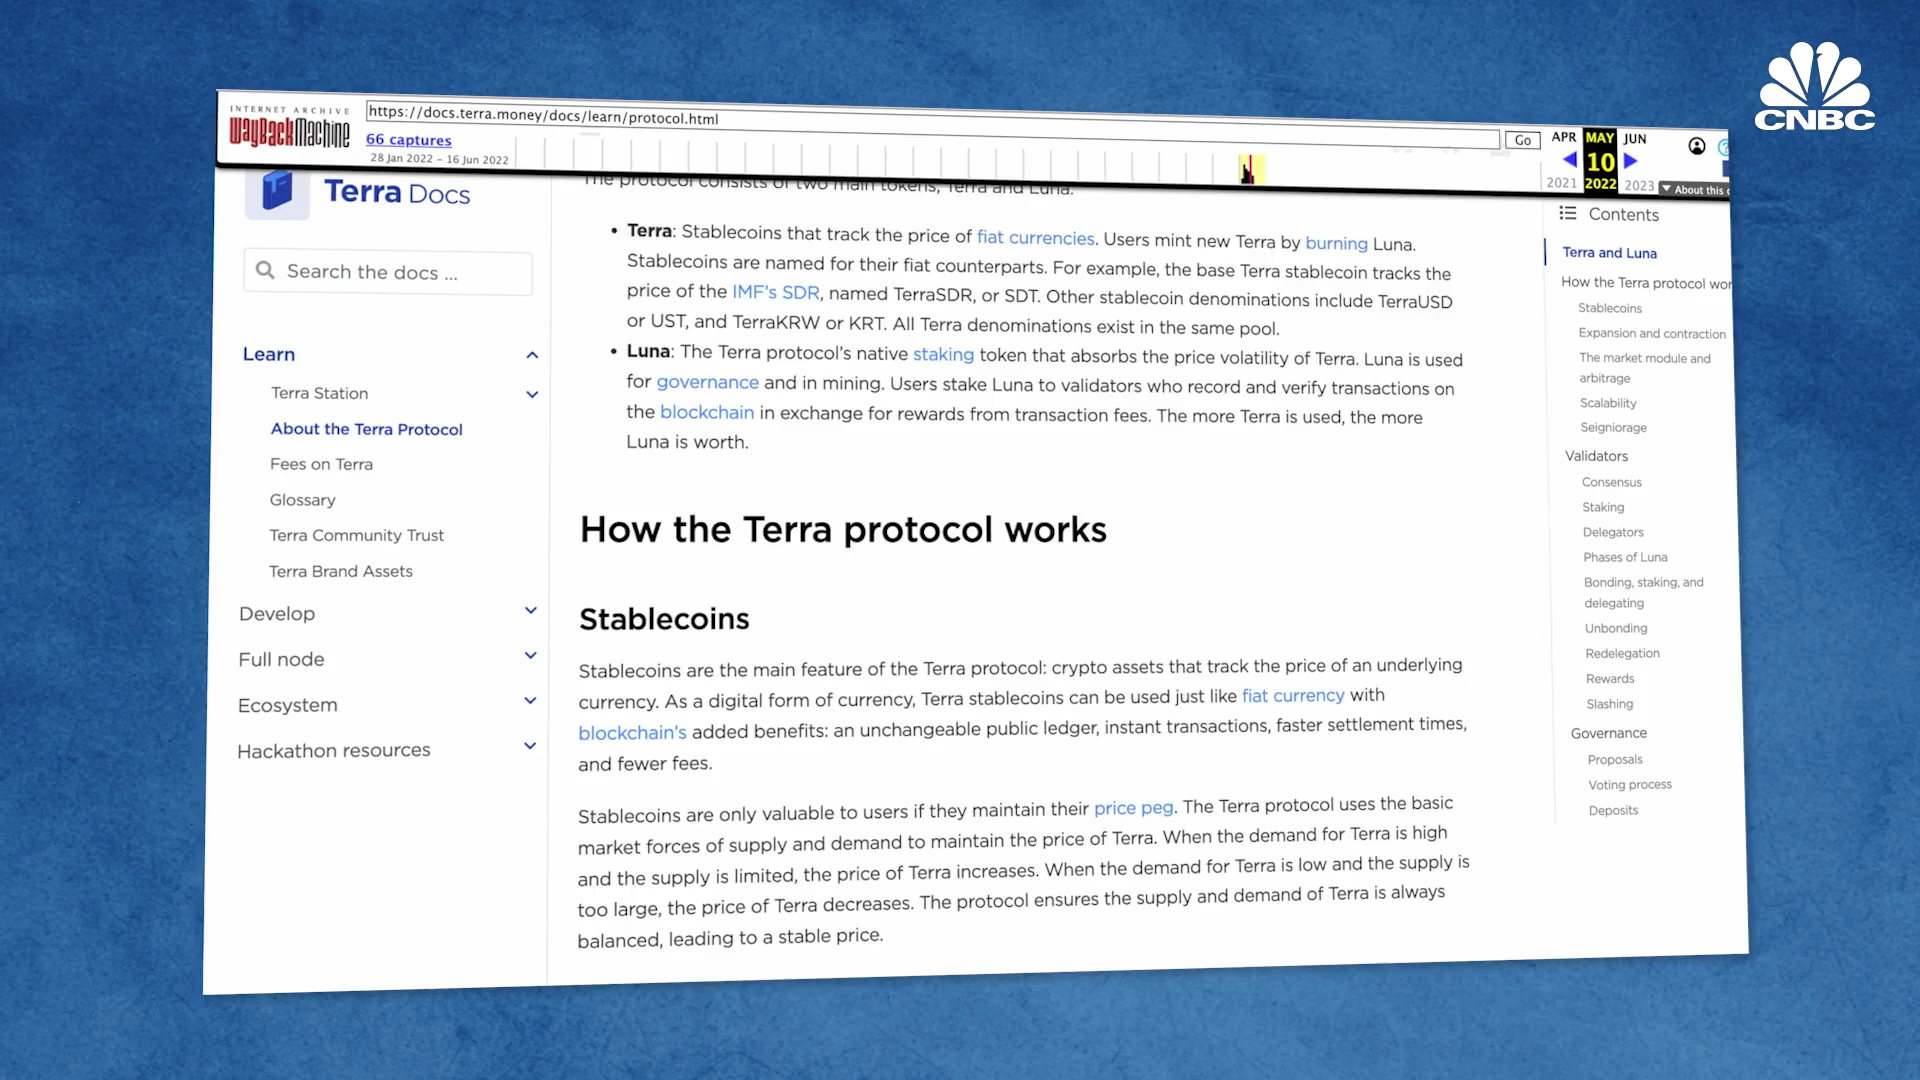 CNBC
INTERNET ARCHIVE
WayBackMachine
https://docs.terra.money/docs/learn/protocol.html
Go
66 captures
28 Jan 2022 – 16 Jun 2022
APR MAY JUN
10
2021 2022 2023
About this
Terra Docs
Search the docs ...
Learn
Terra Station
About the Terra Protocol
Fees on Terra
Glossary
Terra Community Trust
Terra Brand Assets
Develop
Full node
Ecosystem
Hackathon resources
The protocol consists of two main tokens, Terra and Luna.
• Terra: Stablecoins that track the price of fiat currencies. Users mint new Terra by burning Luna.
Stablecoins are named for their fiat counterparts. For example, the base Terra stablecoin tracks the
price of the IMF's SDR, named TerraSDR, or SDT. Other stablecoin denominations include TerraUSD
or UST, and TerraKRW or KRT. All Terra denominations exist in the same pool.
• Luna: The Terra protocol's native staking token that absorbs the price volatility of Terra. Luna is used
for governance and in mining. Users stake Luna to validators who record and verify transactions on
the blockchain in exchange for rewards from transaction fees. The more Terra is used, the more
Luna is worth.
How the Terra protocol works
Stablecoins
Stablecoins are the main feature of the Terra protocol: crypto assets that track the price of an underlying
currency. As a digital form of currency, Terra stablecoins can be used just like fiat currency with
blockchain's added benefits: an unchangeable public ledger, instant transactions, faster settlement times,
and fewer fees.
Stablecoins are only valuable to users if they maintain their price peg. The Terra protocol uses the basic
market forces of supply and demand to maintain the price of Terra. When the demand for Terra is high
and the supply is limited, the price of Terra increases. When the demand for Terra is low and the supply is
too large, the price of Terra decreases. The protocol ensures the supply and demand of Terra is always
balanced, leading to a stable price.
Contents
Terra and Luna
How the Terra protocol wor
Stablecoins
Expansion and contraction
The market module and
arbitrage
Scalability
Seigniorage
Validators
Consensus
Staking
Delegators
Phases of Luna
Bonding, staking, and
delegating
Unbonding
Redelegation
Rewards
Slashing
Governance
Proposals
Voting process
Deposits